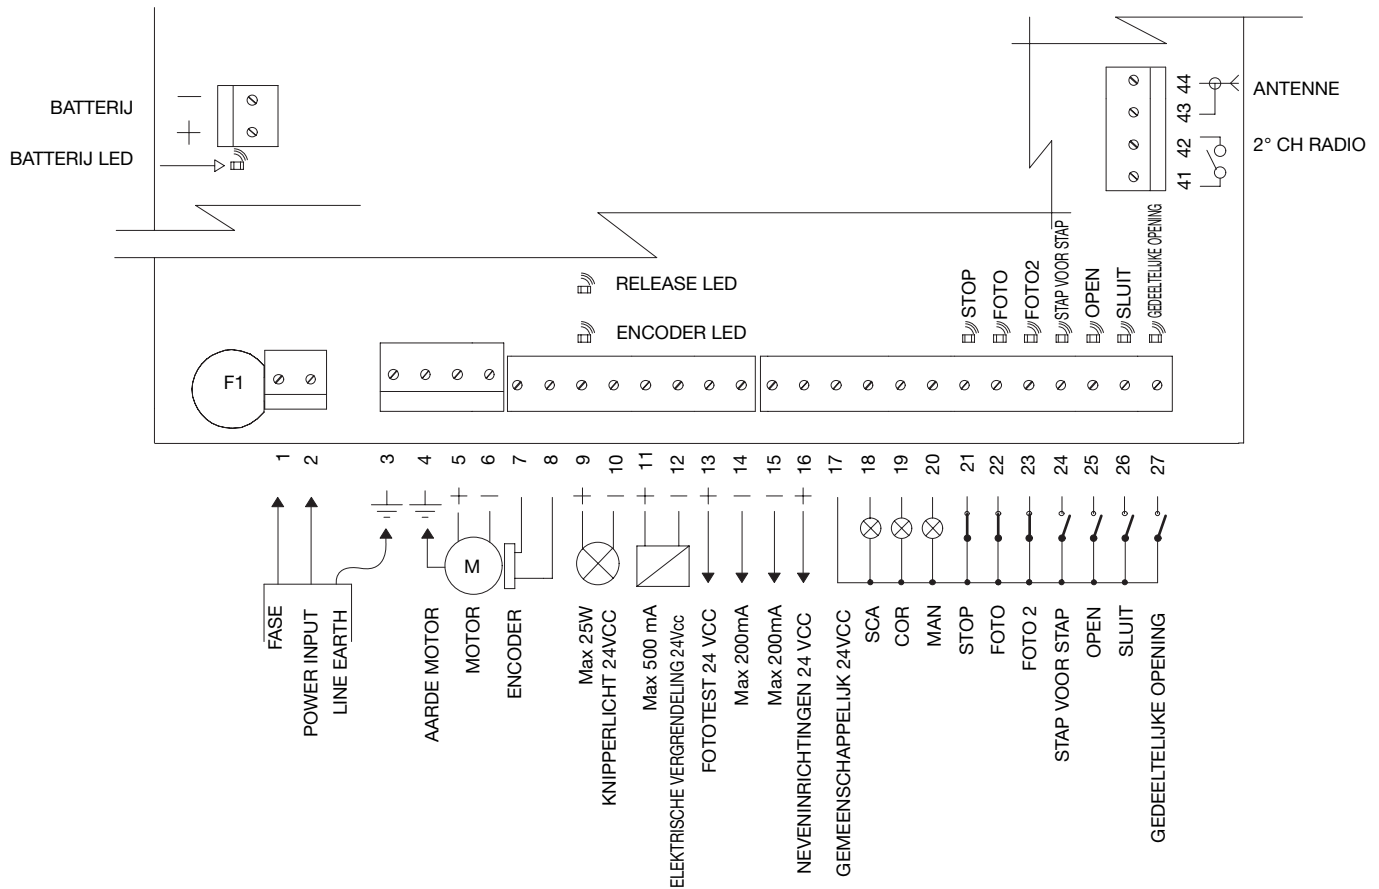 BATTERIJ
BATTERIJ LED
44
43
42
41
ANTENNE
2° CH RADIO
RELEASE LED
ENCODER LED
STOP
FOTO
FOTO2
STAP VOOR STAP
OPEN
SLUIT
GEDEELTELIJKE OPENING
F1
1
2
3
4
5
6
7
8
9
10
11
12
13
14
15
16
17
18
19
20
21
22
23
24
25
26
27
M
FASE
POWER INPUT
LINE EARTH
AARDE MOTOR
MOTOR
ENCODER
Max 25W
KNIPPERLICHT 24VCC
Max 500 mA
ELEKTRISCHE VERGRENDELING 24Vcc
FOTOTEST 24 VCC
Max 200mA
Max 200mA
NEVENINRICHTINGEN 24 VCC
GEMEENSCHAPPELIJK 24VCC
SCA
COR
MAN
STOP
FOTO
FOTO 2
STAP VOOR STAP
OPEN
SLUIT
GEDEELTELIJKE OPENING